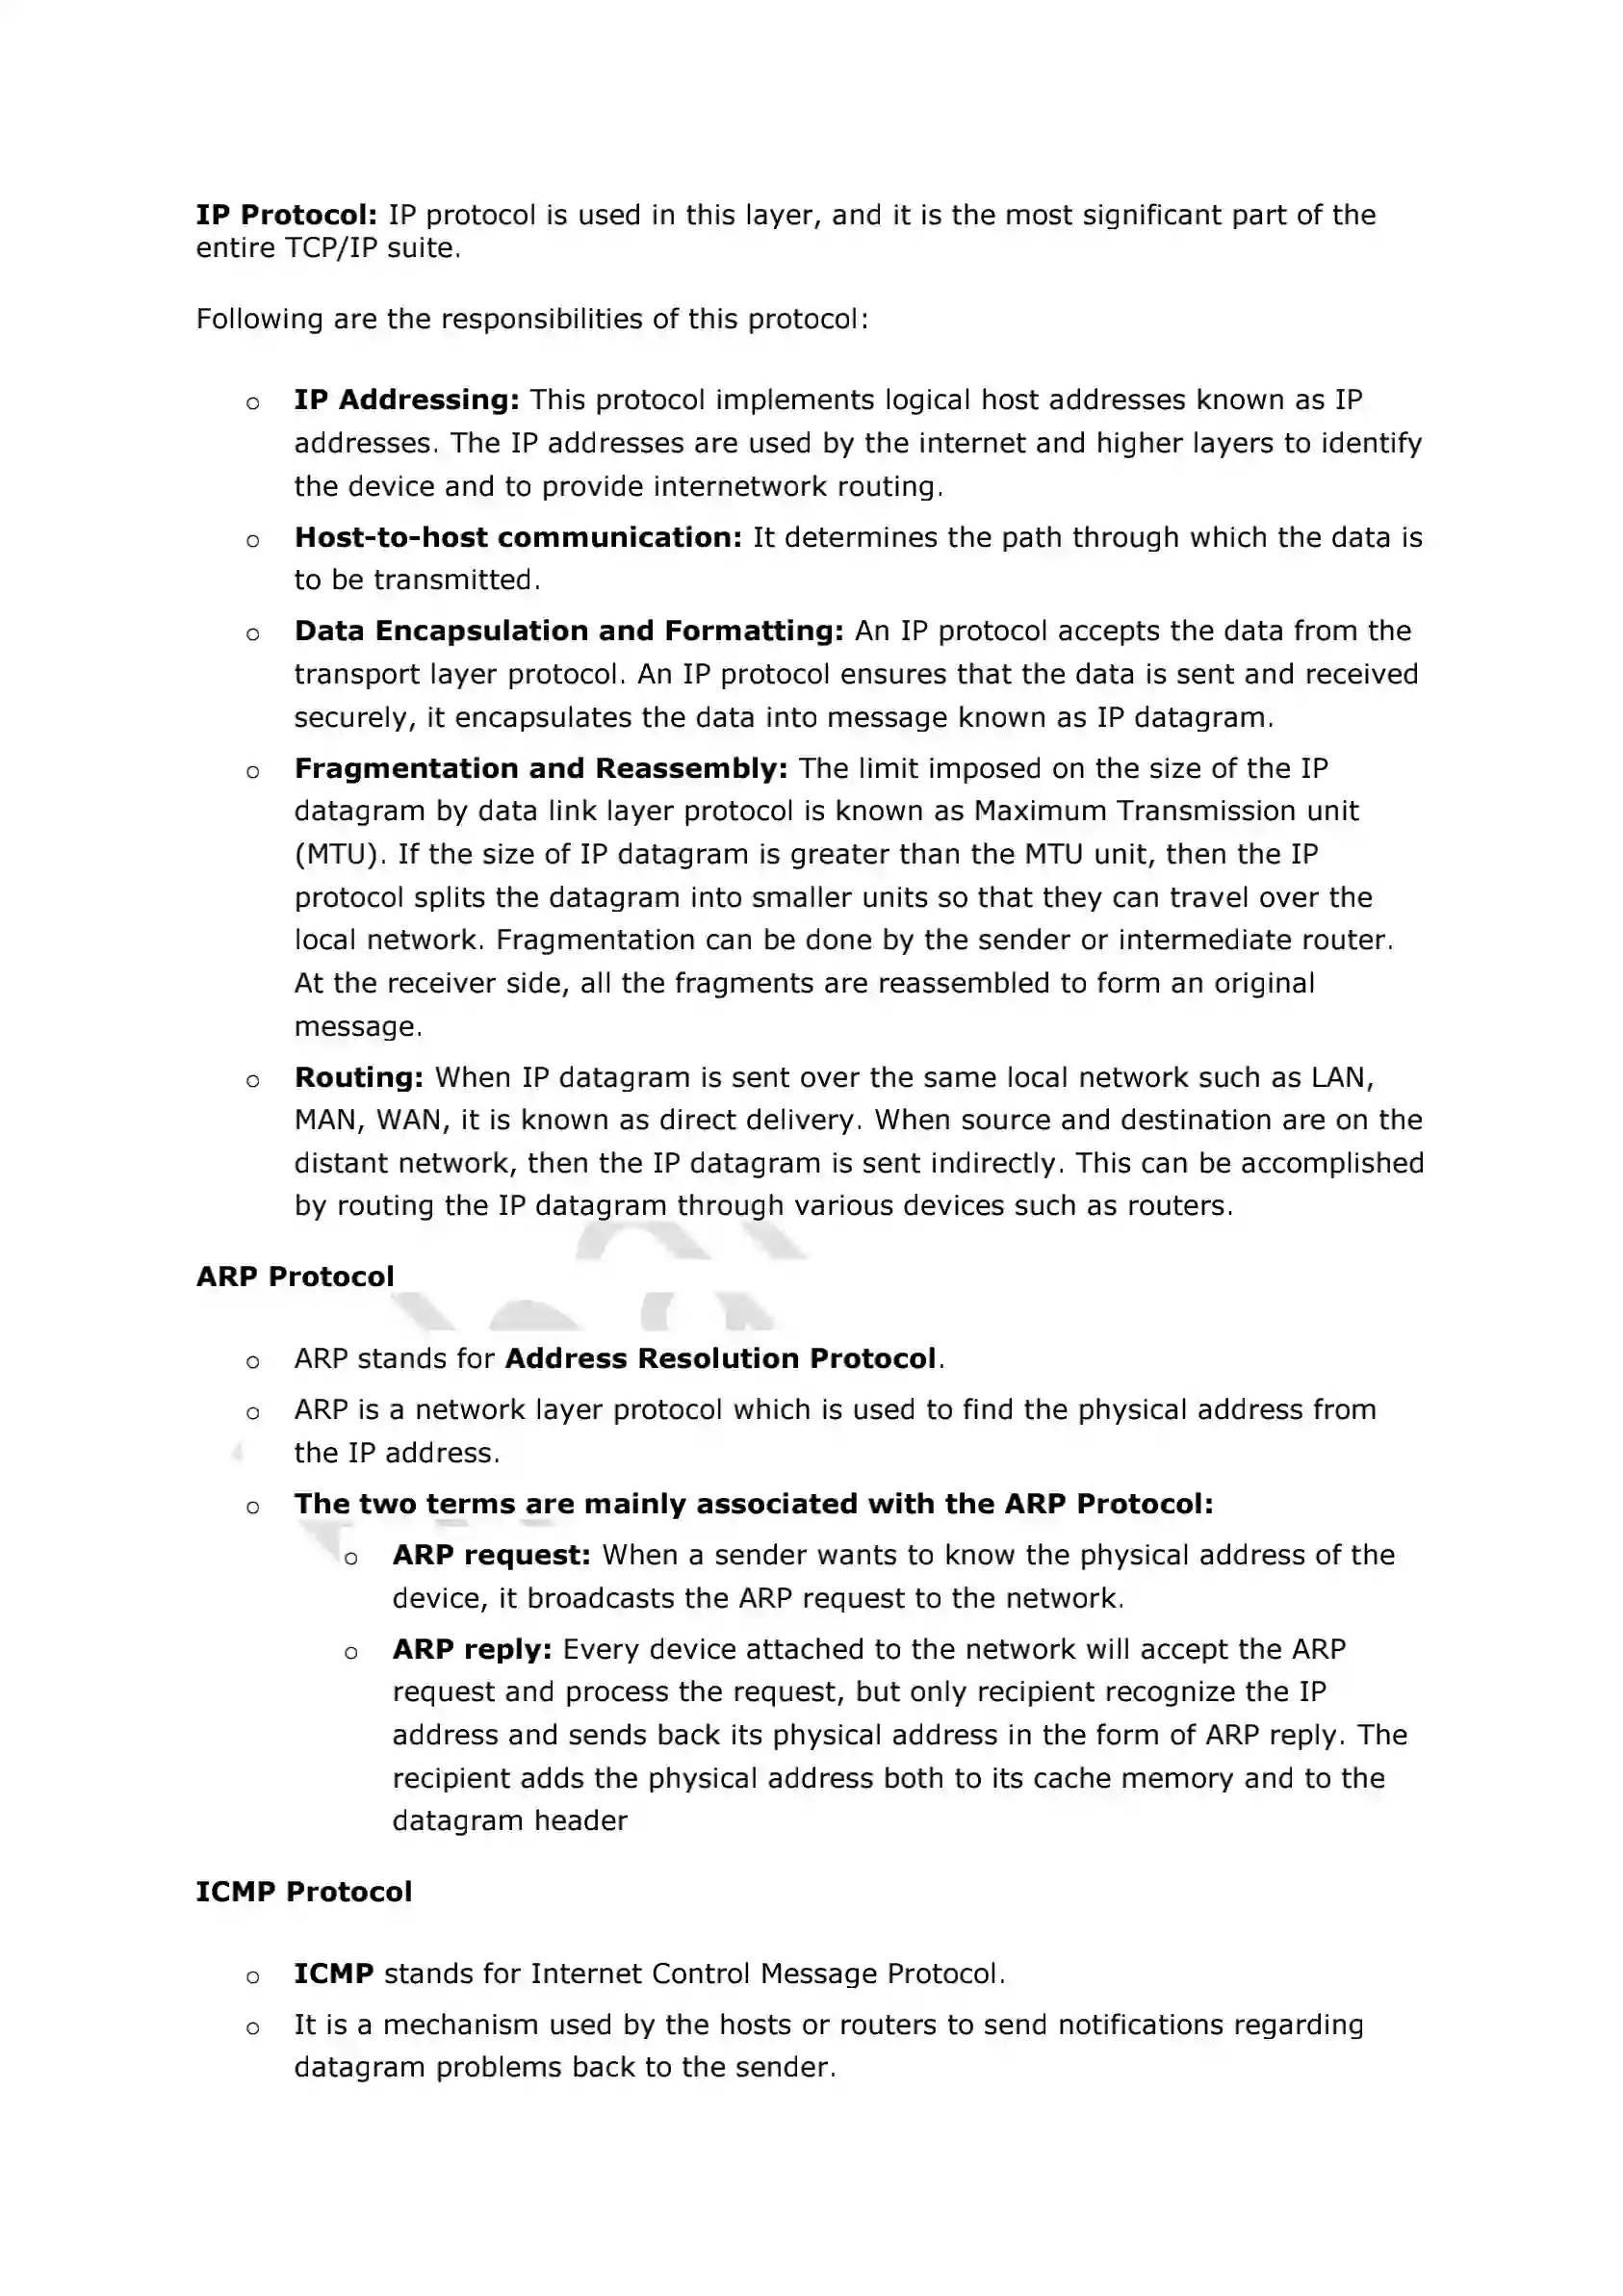 IP Protocol: IP protocol is used in this layer, and it is the most significant part of the
entire TCP/IP suite.
Following are the responsibilities of this protocol:
o IP Addressing: This protocol implements logical host addresses known as IP
addresses. The IP addresses are used by the internet and higher layers to identify
the device and to provide internetwork routing.
o Host-to-host communication: It determines the path through which the data is
to be transmitted.
o Data Encapsulation and Formatting: An IP protocol accepts the data from the
transport layer protocol. An IP protocol ensures that the data is sent and received
securely, it encapsulates the data into message known as IP datagram.
o Fragmentation and Reassembly: The limit imposed on the size of the IP
datagram by data link layer protocol is known as Maximum Transmission unit
(MTU). If the size of IP datagram is greater than the MTU unit, then the IP
protocol splits the datagram into smaller units so that they can travel over the
local network. Fragmentation can be done by the sender or intermediate router.
At the receiver side, all the fragments are reassembled to form an original
message.
o Routing: When IP datagram is sent over the same local network such as LAN,
MAN, WAN, it is known as direct delivery. When source and destination are on the
distant network, then the IP datagram is sent indirectly. This can be accomplished
by routing the IP datagram through various devices such as routers.
ARP Protocol
o ARP stands for Address Resolution Protocol.
o ARP is a network layer protocol which is used to find the physical address from
the IP address.
o The two terms are mainly associated with the ARP Protocol:
o ARP request: When a sender wants to know the physical address of the
device, it broadcasts the ARP request to the network.
o ARP reply: Every device attached to the network will accept the ARP
request and process the request, but only recipient recognize the IP
address and sends back its physical address in the form of ARP reply. The
recipient adds the physical address both to its cache memory and to the
datagram header
ICMP Protocol
o ICMP stands for Internet Control Message Protocol.
o It is a mechanism used by the hosts or routers to send notifications regarding
datagram problems back to the sender.